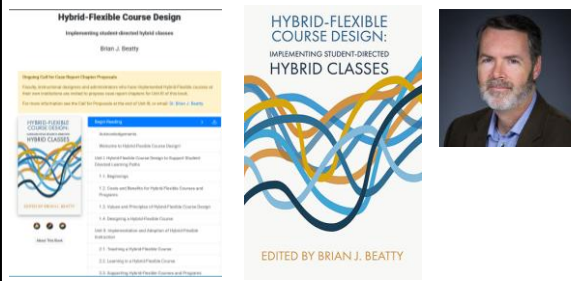 Hybrid-Flexible Course Design
Implementing student-directed hybrid classes
Brian J. Beatty
Ongoing Call for Case Report Chapter Proposals
Faculty, instructional designers and administrators who have implemented Hybrid-Flexible courses at
their own institutions are invited to propose case report chapters for Unit III of this book.
For more information see the Call for Proposals at the end of Unit III, or email Dr. Brian J. Beatty
HYBRID-FLEXIBLE
COURSE DESIGN:
IMPLEMENTING STUDENT-DIRECTED
HYBRID CLASSES
EDITED BY BRIAN J. BEATTY
About This Book
Begin Reading
Acknowledgements
Welcome to Hybrid-Flexible Course Design!
Unit I. Hybrid-Flexible Course Design to Support Student-
Directed Learning Paths
1.1. Beginnings
1.2. Costs and Benefits for Hybrid-Flexible Courses and
Programs
1.3. Values and Principles of Hybrid-Flexible Course Design
1.4. Designing a Hybrid-Flexible Course
Unit II. Implementation and Adoption of Hybrid-Flexible
Instruction
2.1. Teaching a Hybrid-Flexible Course
2.2. Learning in a Hybrid-Flexible Course
2.3. Supporting Hybrid-Flexible Courses and Programs
HYBRID-FLEXIBLE
COURSE DESIGN:
IMPLEMENTING STUDENT-DIRECTED
HYBRID CLASSES
EDITED BY BRIAN J. BEATTY